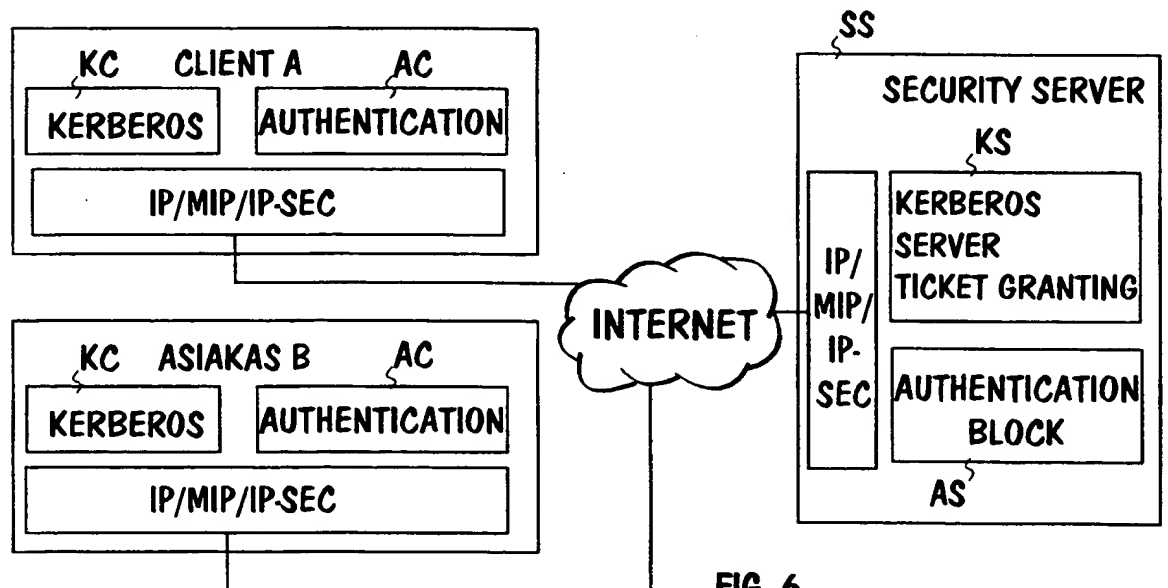 KC CLIENT A AC
KERBEROS
AUTHENTICATION
IP/MIP/IP-SEC
KC ASIAKAS B AC
KERBEROS
AUTHENTICATION
IP/MIP/IP-SEC
INTERNET
SS
SECURITY SERVER
IP/
MIP/
IP-
SEC
KS
KERBEROS
SERVER
TICKET GRANTING
AUTHENTICATION
BLOCK
AS
FIG. 6